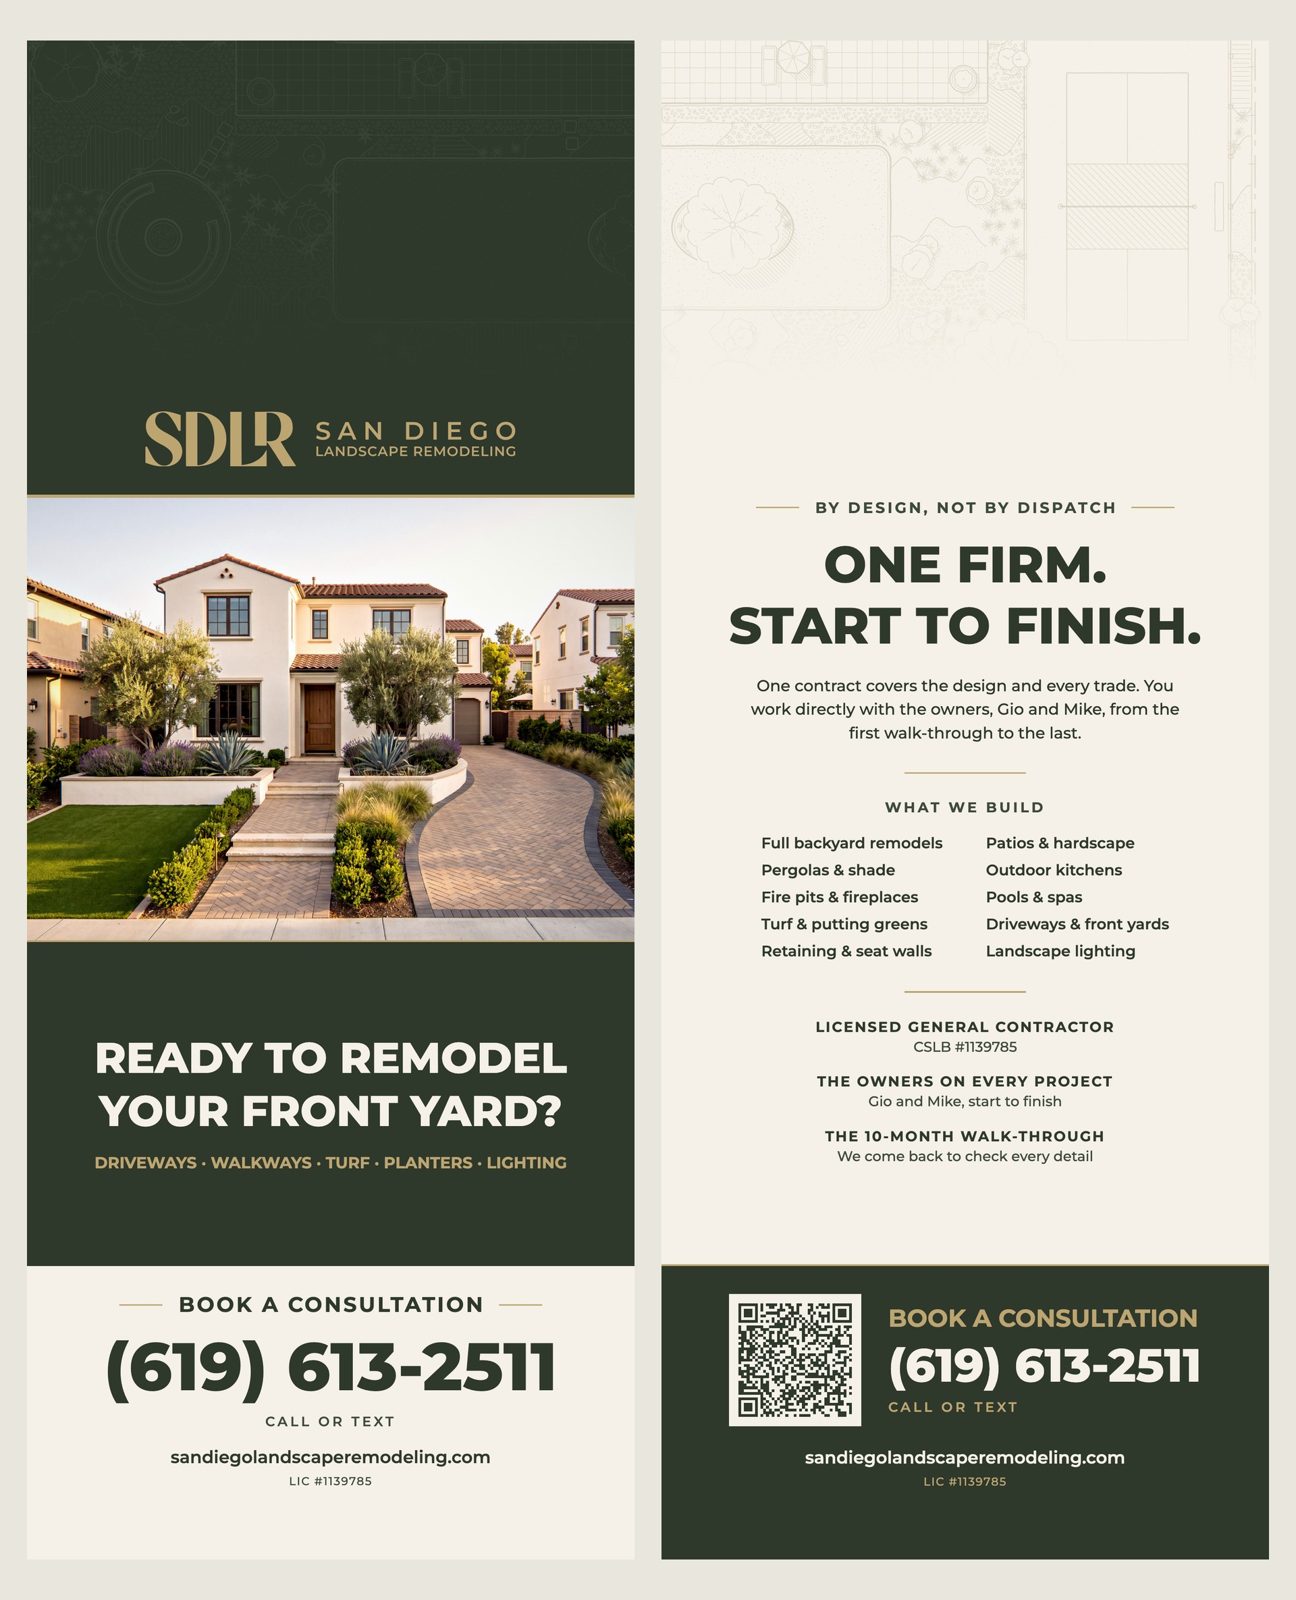 SDLR SAN DIEGO
LANDSCAPE REMODELING
READY TO REMODEL
YOUR FRONT YARD?
DRIVEWAYS · WALKWAYS · TURF · PLANTERS · LIGHTING
BOOK A CONSULTATION
(619) 613-2511
CALL OR TEXT
sandiegolandscaperemodeling.com
LIC #1139785
BY DESIGN, NOT BY DISPATCH
ONE FIRM.
START TO FINISH.
One contract covers the design and every trade. You
work directly with the owners, Gio and Mike, from the
first walk-through to the last.
WHAT WE BUILD
Full backyard remodels
Pergolas & shade
Fire pits & fireplaces
Turf & putting greens
Retaining & seat walls
Patios & hardscape
Outdoor kitchens
Pools & spas
Driveways & front yards
Landscape lighting
LICENSED GENERAL CONTRACTOR
CSLB #1139785
THE OWNERS ON EVERY PROJECT
Gio and Mike, start to finish
THE 10-MONTH WALK-THROUGH
We come back to check every detail
BOOK A CONSULTATION
(619) 613-2511
CALL OR TEXT
sandiegolandscaperemodeling.com
LIC #1139785